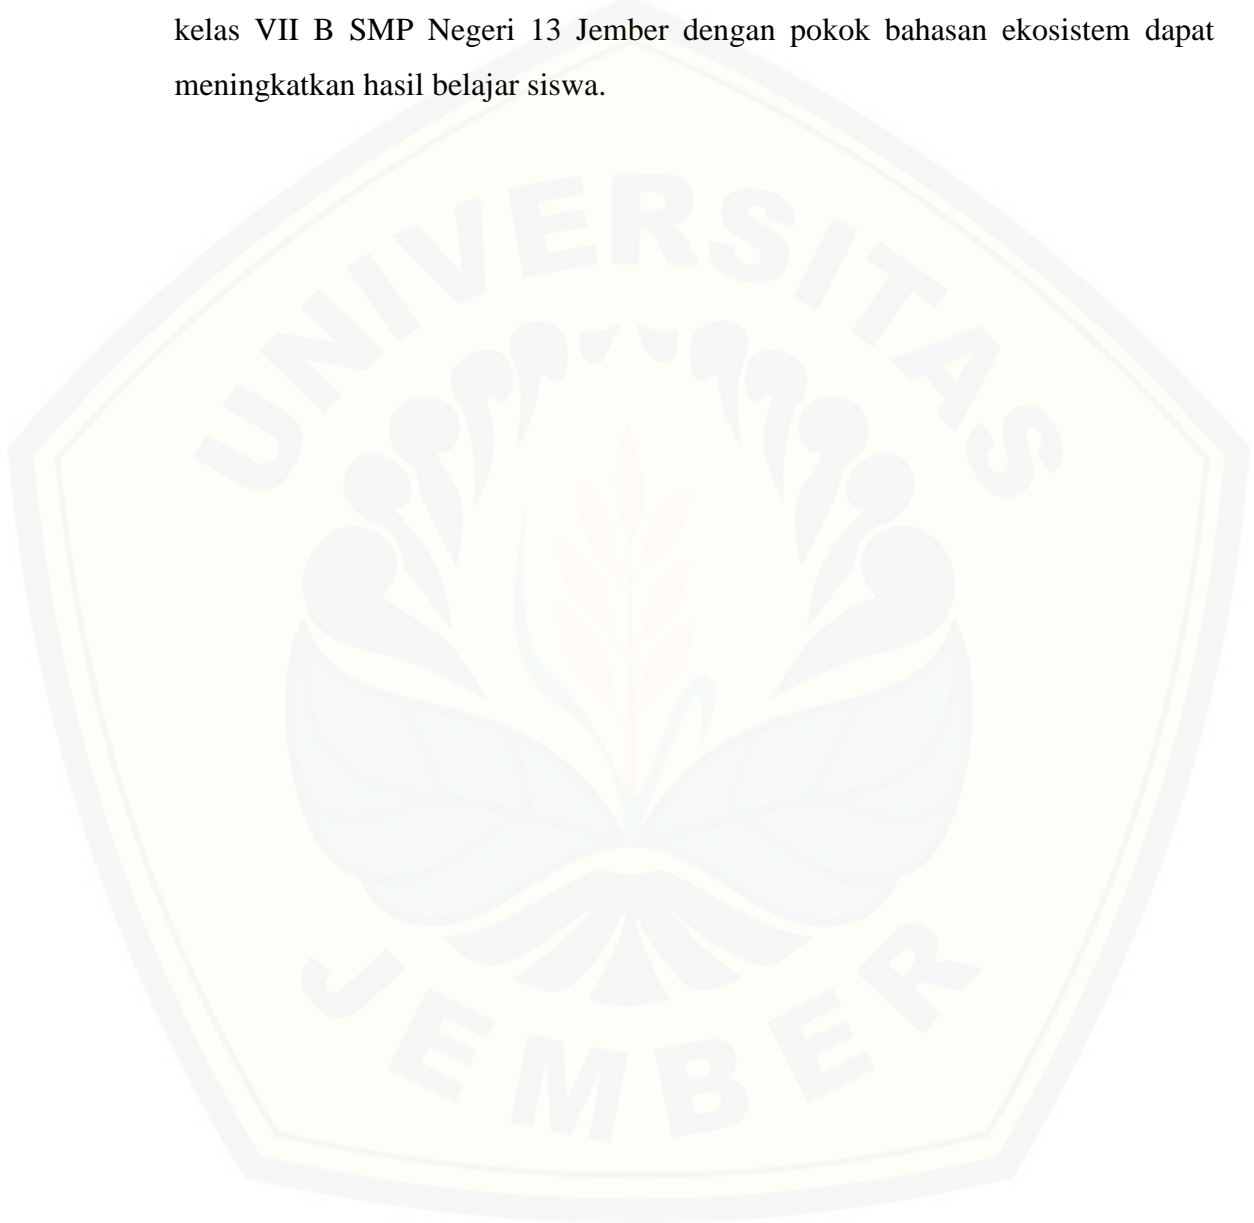 kelas VII B SMP Negeri 13 Jember dengan pokok bahasan ekosistem dapat
meningkatkan hasil belajar siswa.
UNIVERSITAS
JEMBER